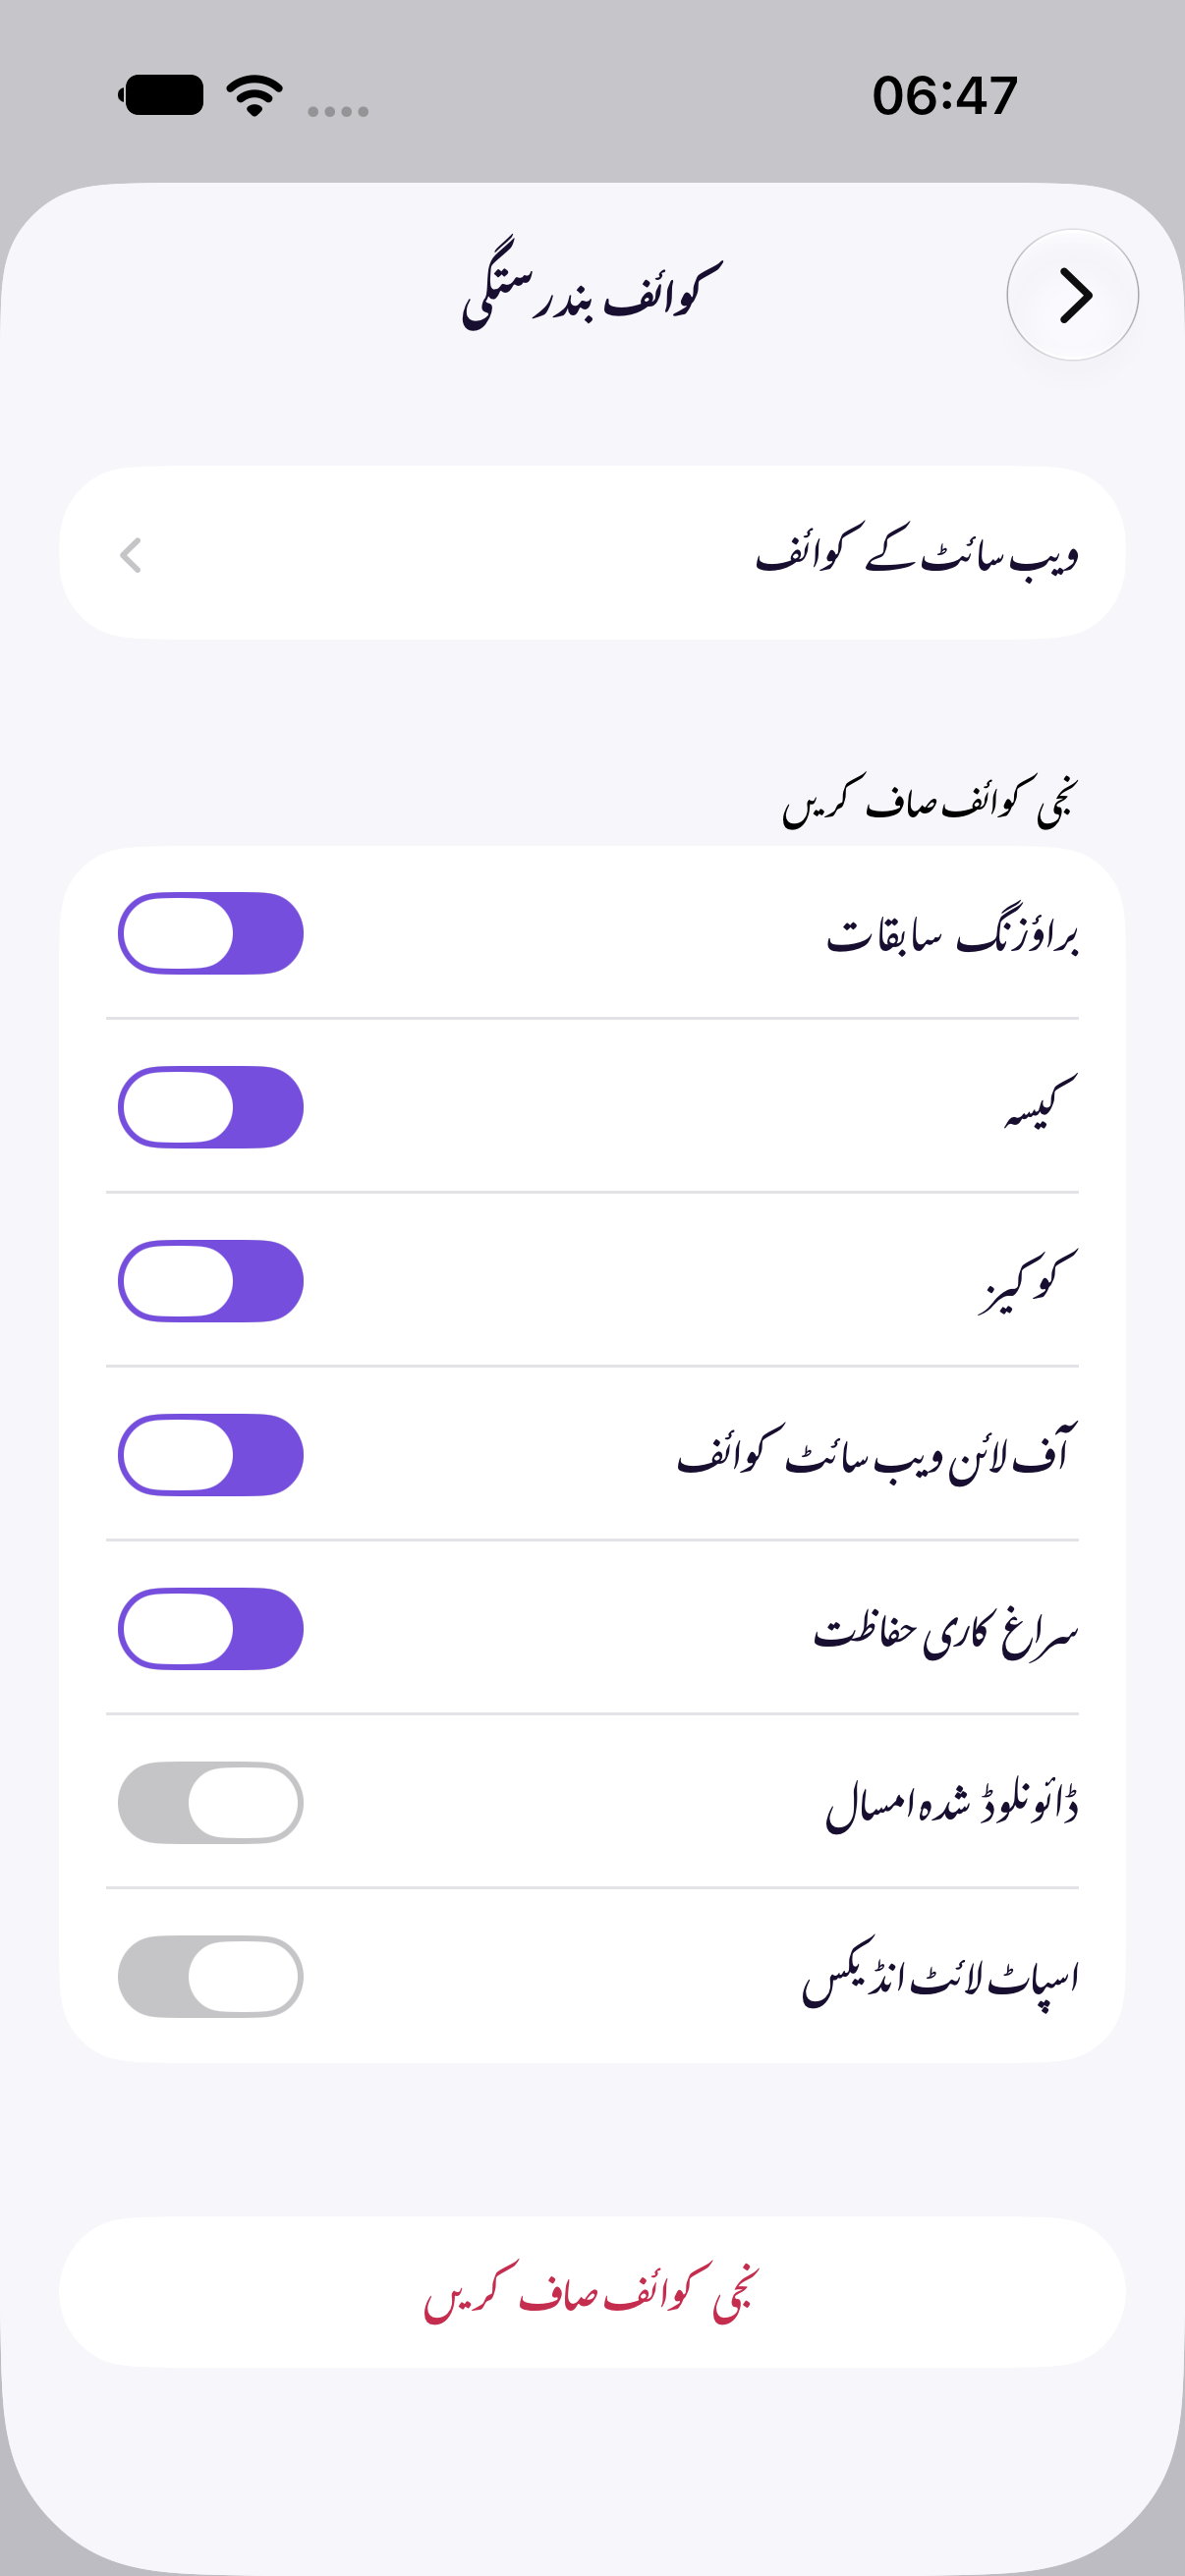 06:47
کوائف بندرستگی
ویب سائٹ کے کوائف
نجی کوائف صاف کریں
براؤزنگ سابقات
کیسہ
کوکیز
آف لائن ویب سائٹ کوائف
سراغ کاری حفاظت
ڈائونلوڈ شدہ امسال
اسپاٹ لائٹ انڈیکس
نجی کوائف صاف کریں